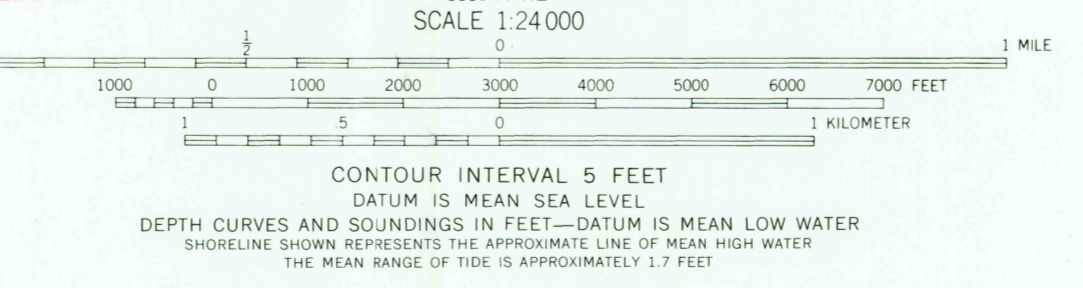 SCALE 1:24 000
1/2 0 1 MILE
1000 0 1000 2000 3000 4000 5000 6000 7000 FEET
1 .5 0 1 KILOMETER
CONTOUR INTERVAL 5 FEET
DATUM IS MEAN SEA LEVEL
DEPTH CURVES AND SOUNDINGS IN FEET—DATUM IS MEAN LOW WATER
SHORELINE SHOWN REPRESENTS THE APPROXIMATE LINE OF MEAN HIGH WATER
THE MEAN RANGE OF TIDE IS APPROXIMATELY 1.7 FEET